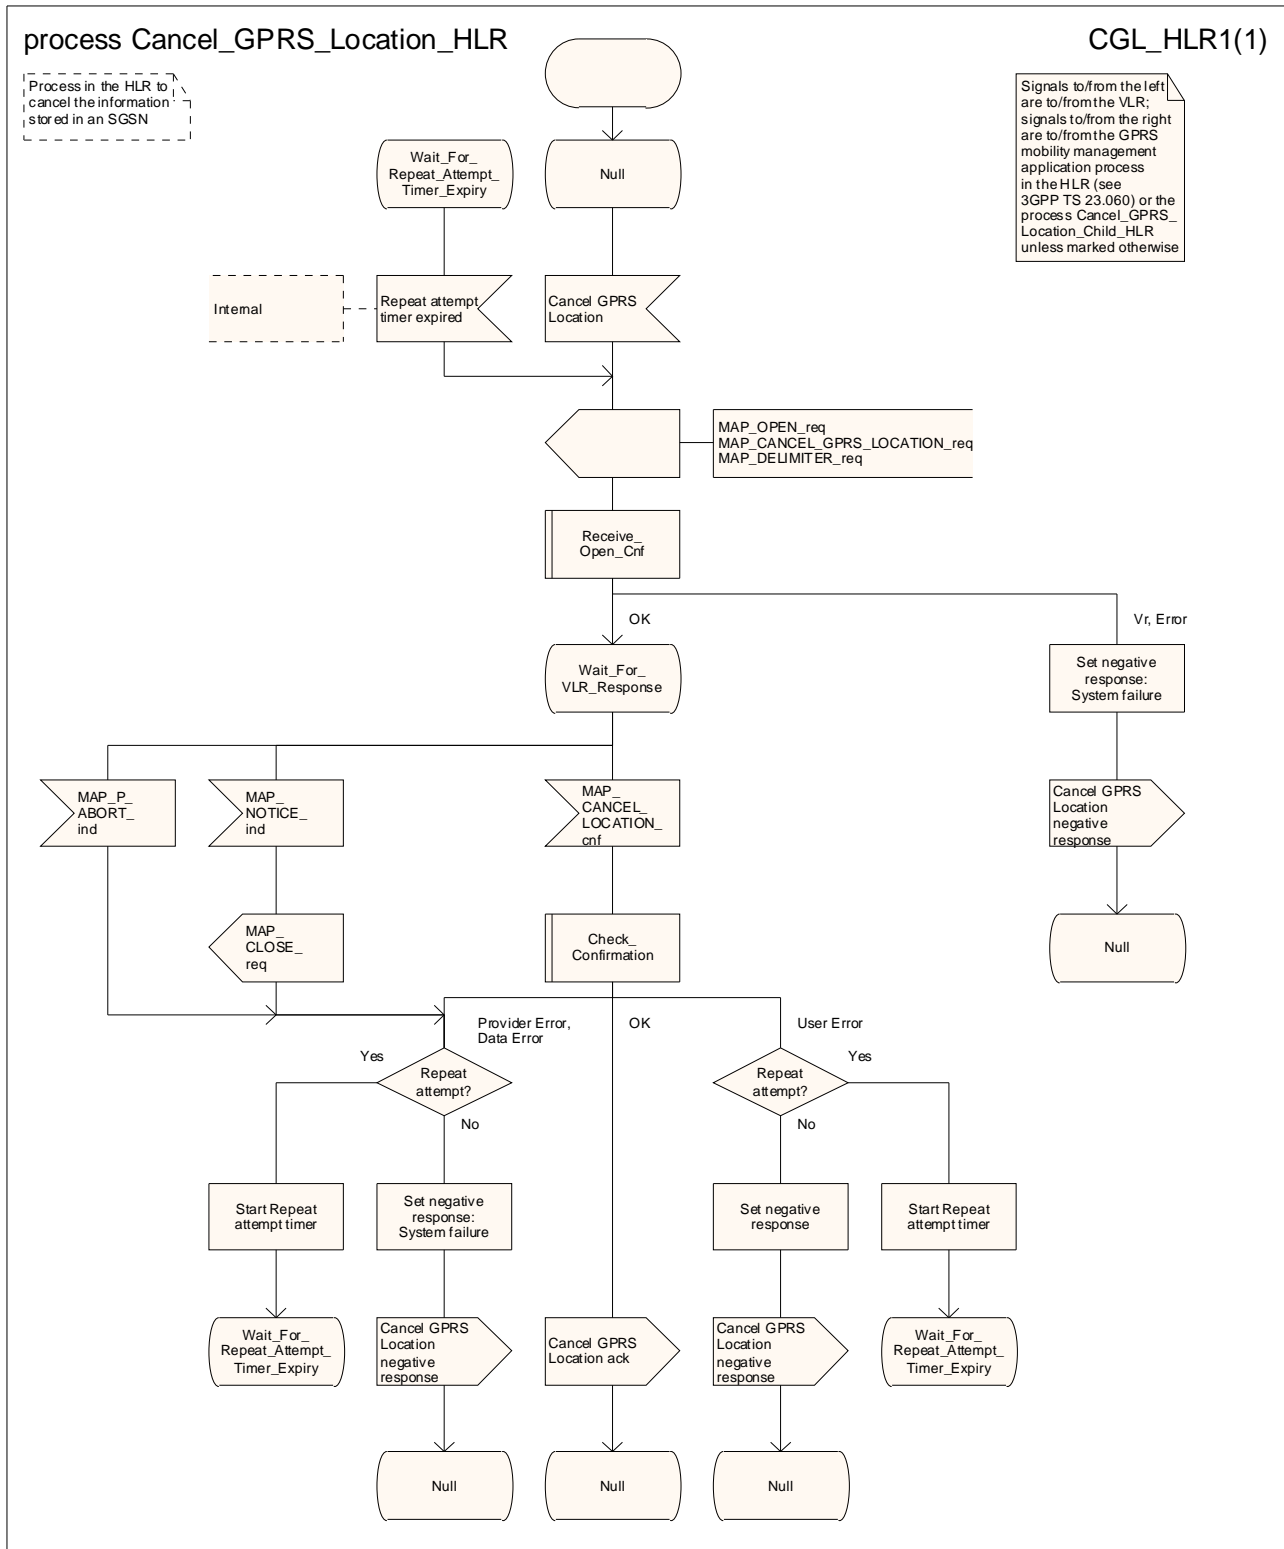 process Cancel_GPRS_Location_HLR
CGL_HLR1(1)
Process in the HLR to
cancel the information
stored in an SGSN
Signals to/from the left
are to/from the VLR;
signals to/from the right
are to/from the GPRS
mobility management
application process
in the HLR (see
3GPP TS 23.060) or the
process Cancel_GPRS_
Location_Child_HLR
unless marked otherwise
Wait_For_
Repeat_Attempt_
Timer_Expiry
Null
Internal
Repeat attempt
timer expired
Cancel GPRS
Location
MAP_OPEN_req
MAP_CANCEL_GPRS_LOCATION_req
MAP_DELIMITER_req
Receive_
Open_Cnf
OK
Vr, Error
Wait_For_
VLR_Response
Set negative
response:
System failure
MAP_P_
ABORT_
ind
MAP_
NOTICE_
ind
MAP_
CANCEL_
LOCATION_
cnf
Cancel GPRS
Location
negative
response
MAP_
CLOSE_
req
Check_
Confirmation
Null
Provider Error,
Data Error
OK
User Error
Yes
Repeat
attempt?
No
Yes
Repeat
attempt?
No
Start Repeat
attempt timer
Set negative
response:
System failure
Set negative
response
Start Repeat
attempt timer
Wait_For_
Repeat_Attempt_
Timer_Expiry
Cancel GPRS
Location
negative
response
Cancel GPRS
Location ack
Cancel GPRS
Location
negative
response
Wait_For_
Repeat_Attempt_
Timer_Expiry
Null
Null
Null